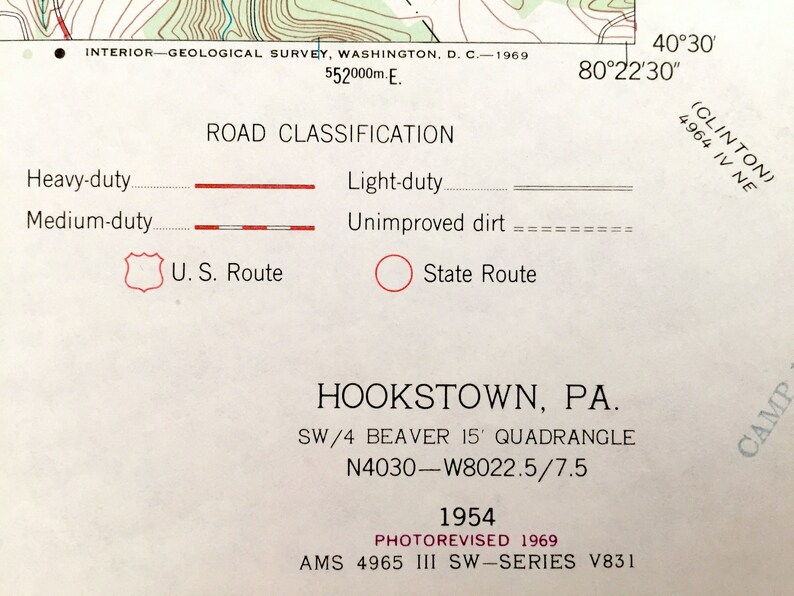 INTERIOR—GEOLOGICAL SURVEY, WASHINGTON, D. C.—1969
40°30'
552000m. E.
80°22'30"
(CLINTON)
4964 IV NE
ROAD CLASSIFICATION
Heavy-duty Light-duty
Medium-duty Unimproved dirt
U. S. Route State Route
HOOKSTOWN, PA.
SW/4 BEAVER 15' QUADRANGLE
N4030—W8022.5/7.5
1954
PHOTOREVISED 1969
AMS 4965 III SW—SERIES V831
CAMP